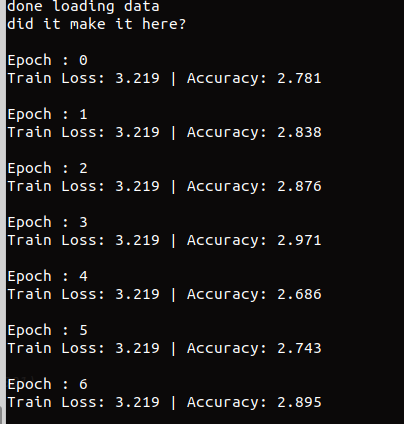 done loading data
did it make it here?
Epoch : 0
Train Loss: 3.219 | Accuracy: 2.781
Epoch : 1
Train Loss: 3.219 | Accuracy: 2.838
Epoch : 2
Train Loss: 3.219 | Accuracy: 2.876
Epoch : 3
Train Loss: 3.219 | Accuracy: 2.971
Epoch : 4
Train Loss: 3.219 | Accuracy: 2.686
Epoch : 5
Train Loss: 3.219 | Accuracy: 2.743
Epoch : 6
Train Loss: 3.219 | Accuracy: 2.895